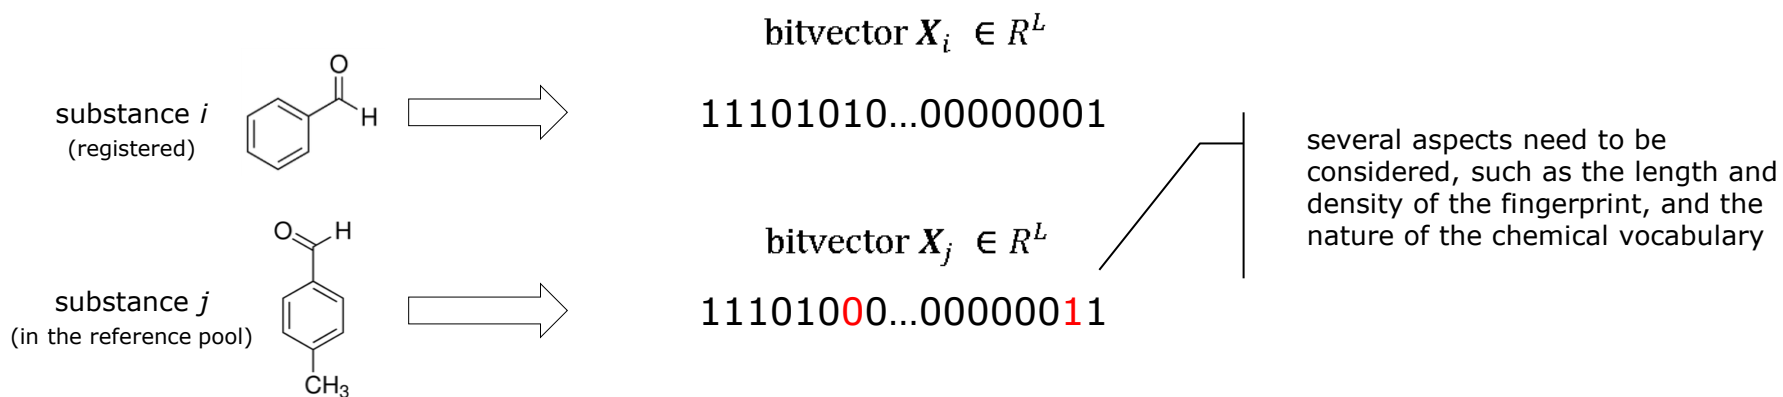 bitvector X_i ∈ R^L
O
H
substance i
(registered)
11101010...00000001
several aspects need to be
considered, such as the length and
density of the fingerprint, and the
nature of the chemical vocabulary
bitvector X_j ∈ R^L
O
H
substance j
(in the reference pool)
11101000...00000011
CH₃